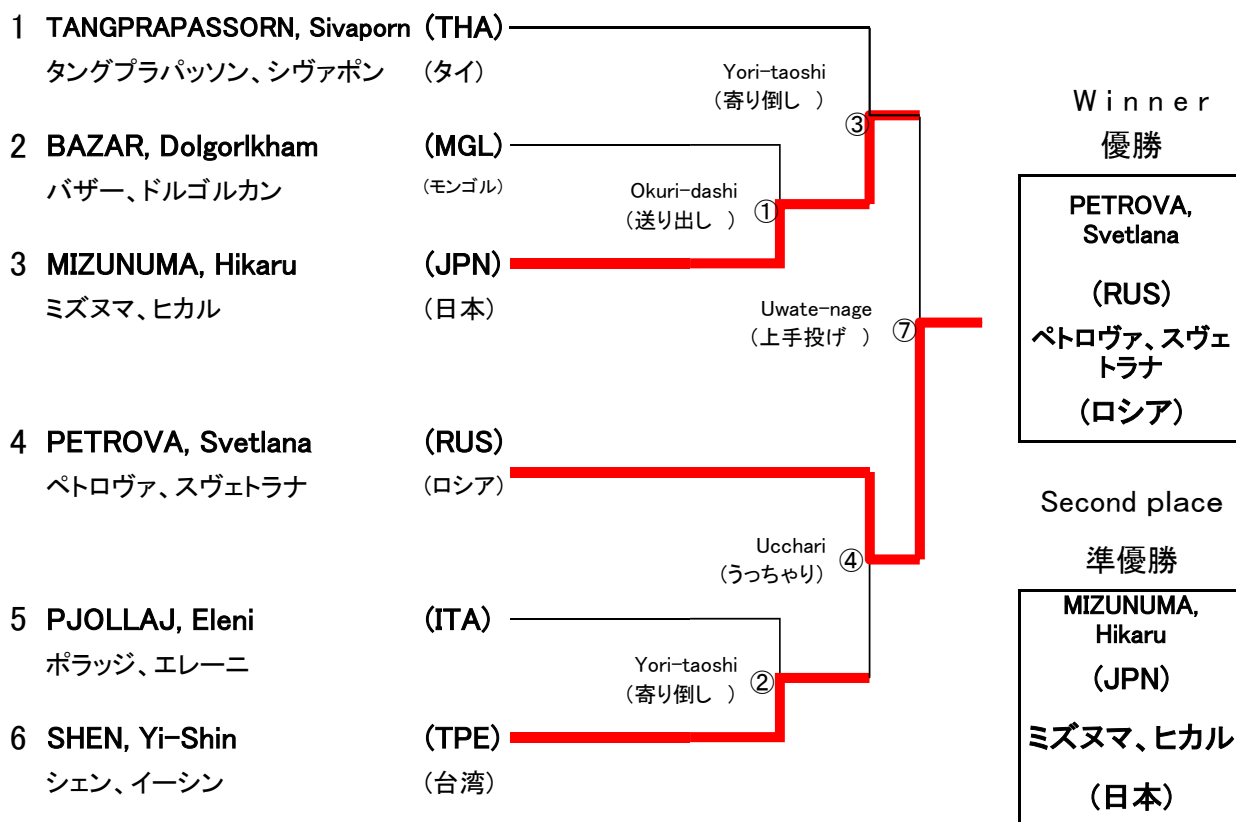 1 TANGPRAPASSORN, Sivaporn (THA)
タングプラパッソン、シヴァポン (タイ)
Yori-taoshi
(寄り倒し )
③
2 BAZAR, Dolgorlkham (MGL)
バザー、ドルゴルカン (モンゴル)
Okuri-dashi
(送り出し )
①
3 MIZUNUMA, Hikaru (JPN)
ミズヌマ、ヒカル (日本)
Uwate-nage
(上手投げ )
⑦
4 PETROVA, Svetlana (RUS)
ペトロヴァ、スヴェトラナ (ロシア)
Ucchari
(うっちゃり)
④
5 PJOLLAJ, Eleni (ITA)
ポラッジ、エレーニ
Yori-taoshi
(寄り倒し )
②
6 SHEN, Yi-Shin (TPE)
シェン、イーシン (台湾)
Winner
優勝
PETROVA,
Svetlana
(RUS)
ペトロヴァ、スヴェ
トラナ
(ロシア)
Second place
準優勝
MIZUNUMA,
Hikaru
(JPN)
ミズヌマ、ヒカル
(日本)